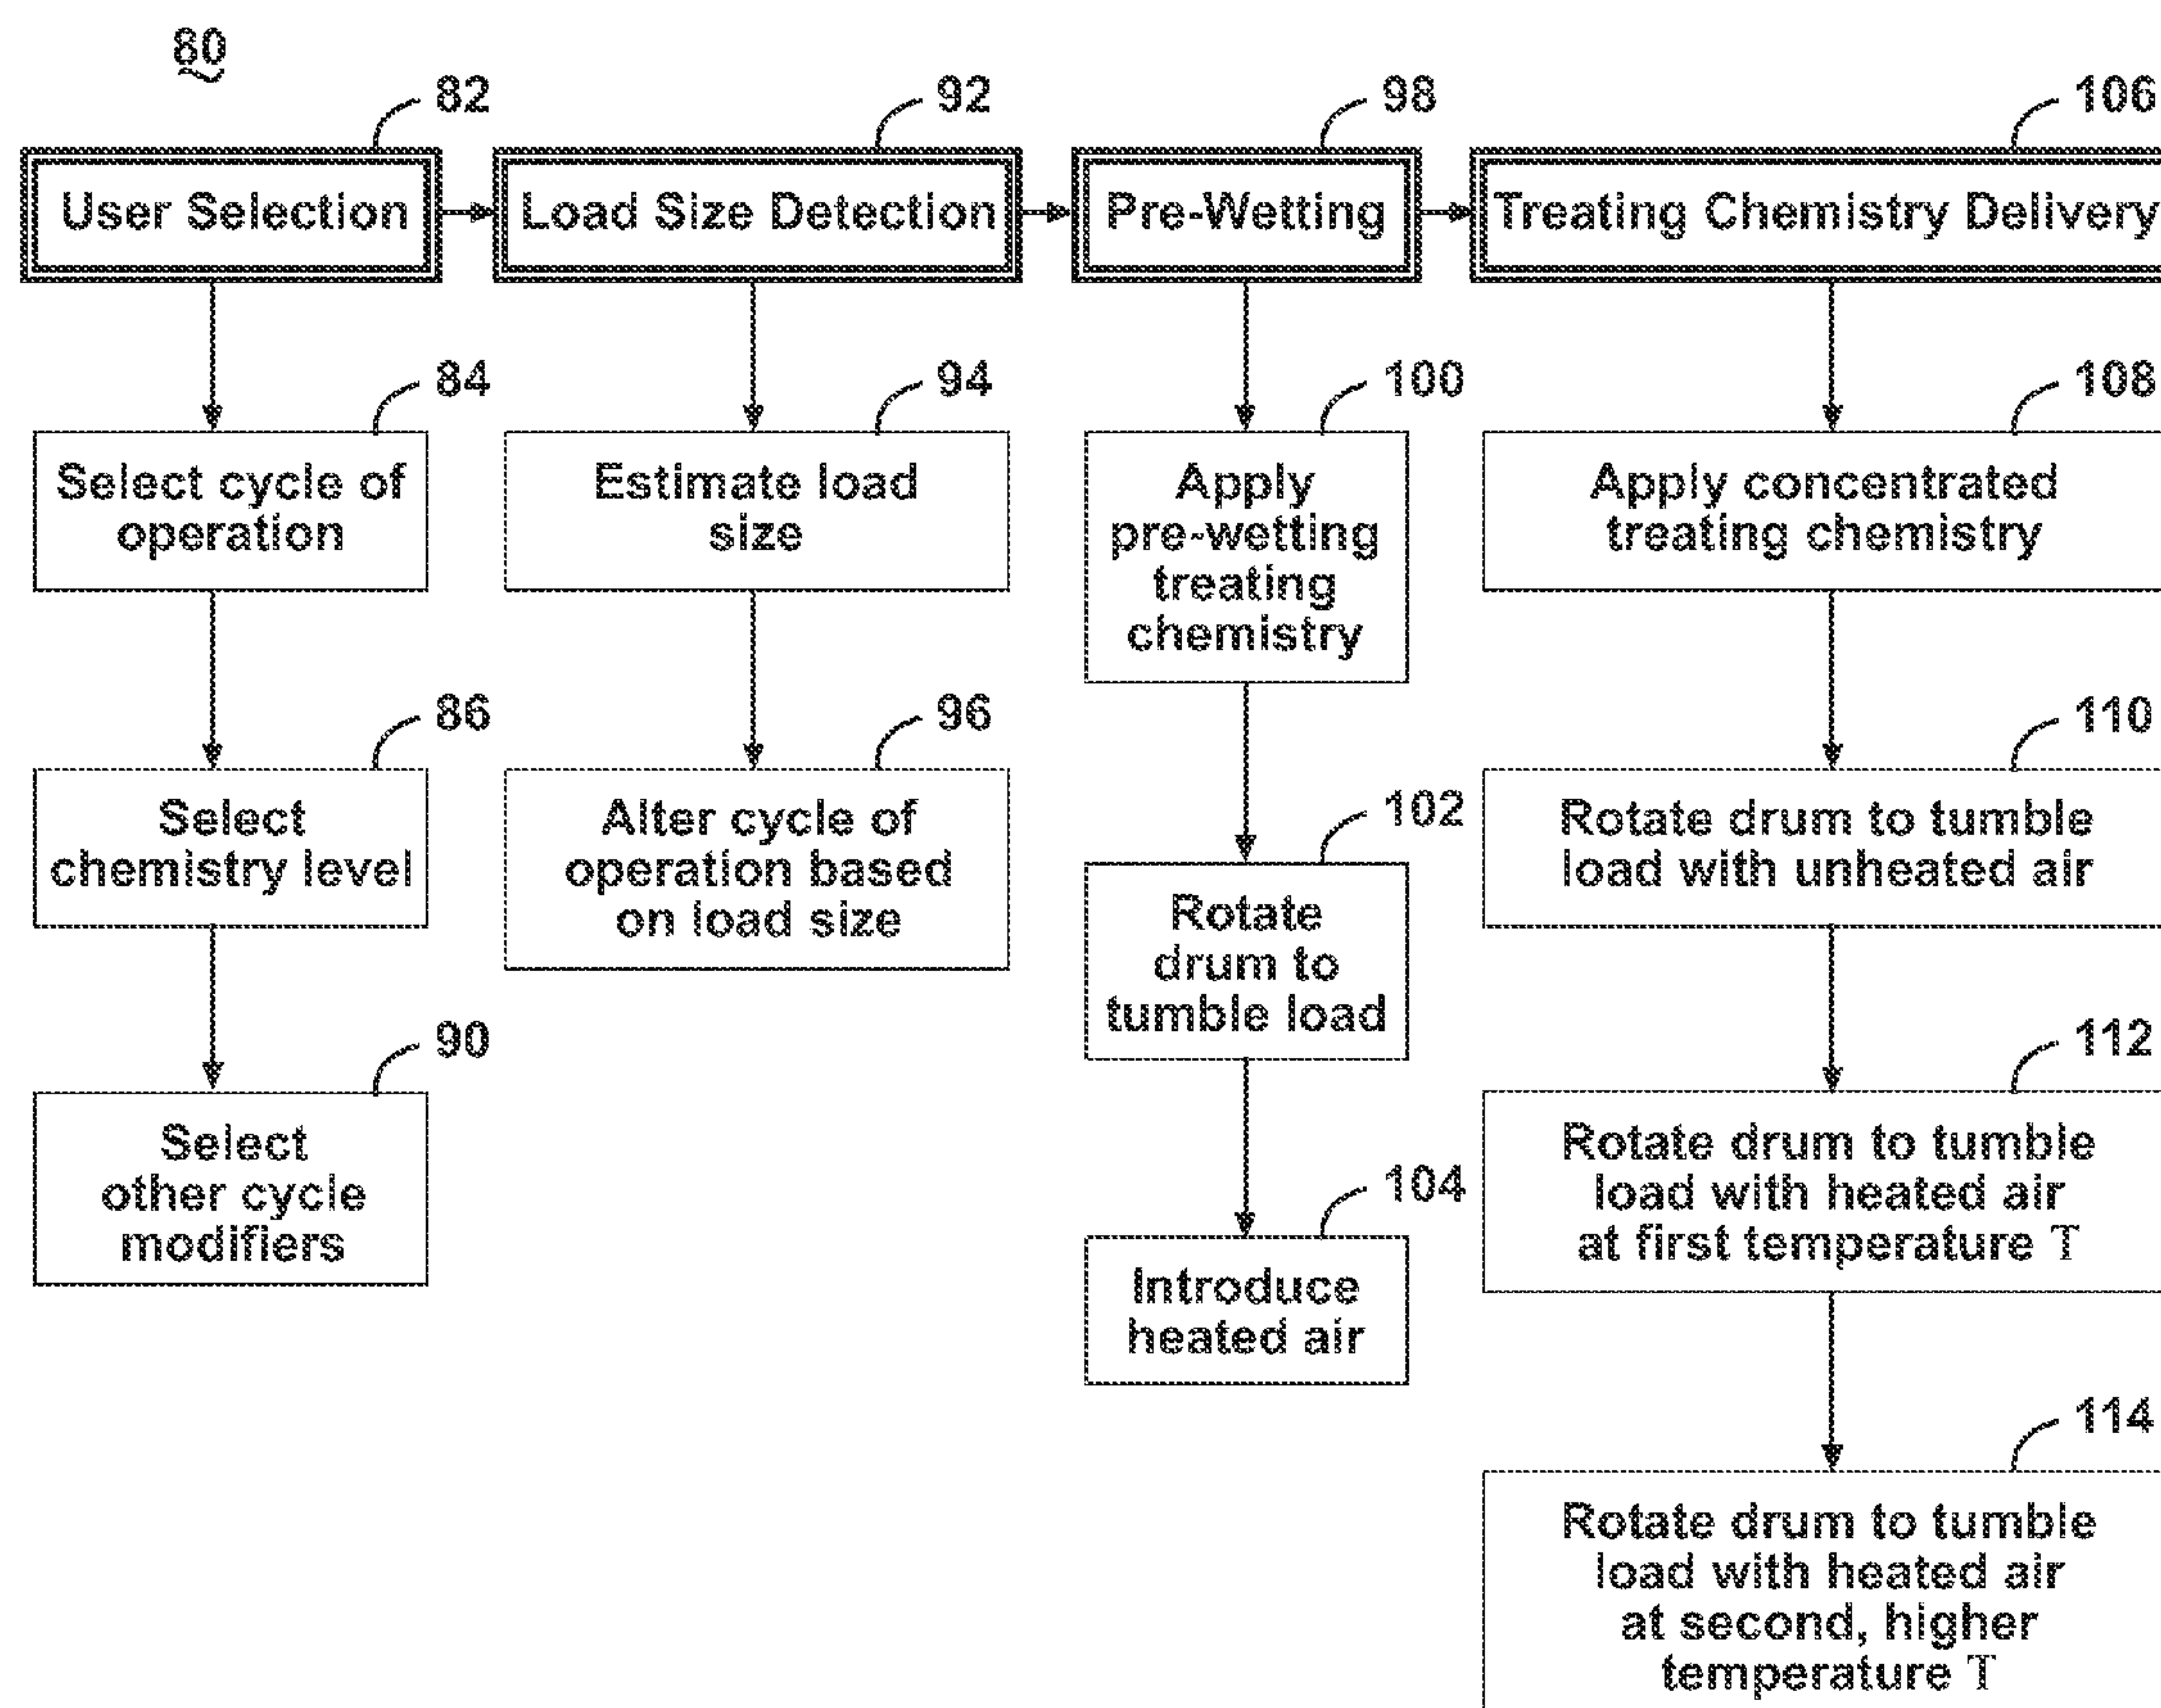 80
82
92
98
106
User Selection
Load Size Detection
Pre-Wetting
Treating Chemistry Delivery
84
94
100
108
Select cycle of
operation
Estimate load
size
Apply
pre-wetting
treating
chemistry
Apply concentrated
treating chemistry
86
96
102
110
Select
chemistry level
Alter cycle of
operation based
on load size
Rotate
drum to
tumble load
Rotate drum to tumble
load with unheated air
90
104
112
Select
other cycle
modifiers
Introduce
heated air
Rotate drum to tumble
load with heated air
at first temperature T
114
Rotate drum to tumble
load with heated air
at second, higher
temperature T